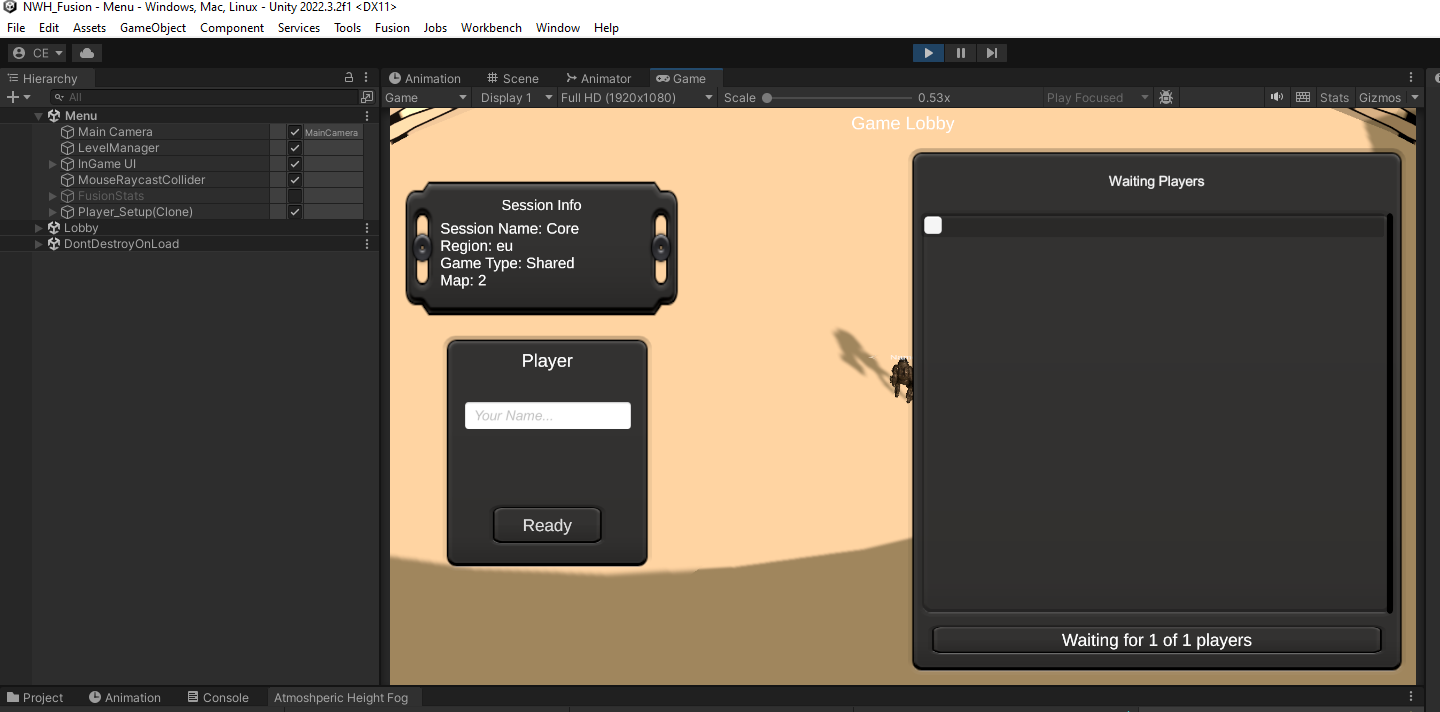 NWH_Fusion - Menu - Windows, Mac, Linux - Unity 2022.3.2f1 <DX11>
File Edit Assets GameObject Component Services Tools Fusion Jobs Workbench Window Help
CE
Hierarchy
All
Menu
Main Camera MainCamera
LevelManager
InGame UI
MouseRaycastCollider
FusionStats
Player_Setup(Clone)
Lobby
DontDestroyOnLoad
Animation Scene Animator Game
Game Display 1 Full HD (1920x1080) Scale 0.53x Play Focused Stats Gizmos
Game Lobby
Session Info
Session Name: Core
Region: eu
Game Type: Shared
Map: 2
Player
Your Name...
Ready
Waiting Players
Waiting for 1 of 1 players
Project Animation Console Atmoshperic Height Fog